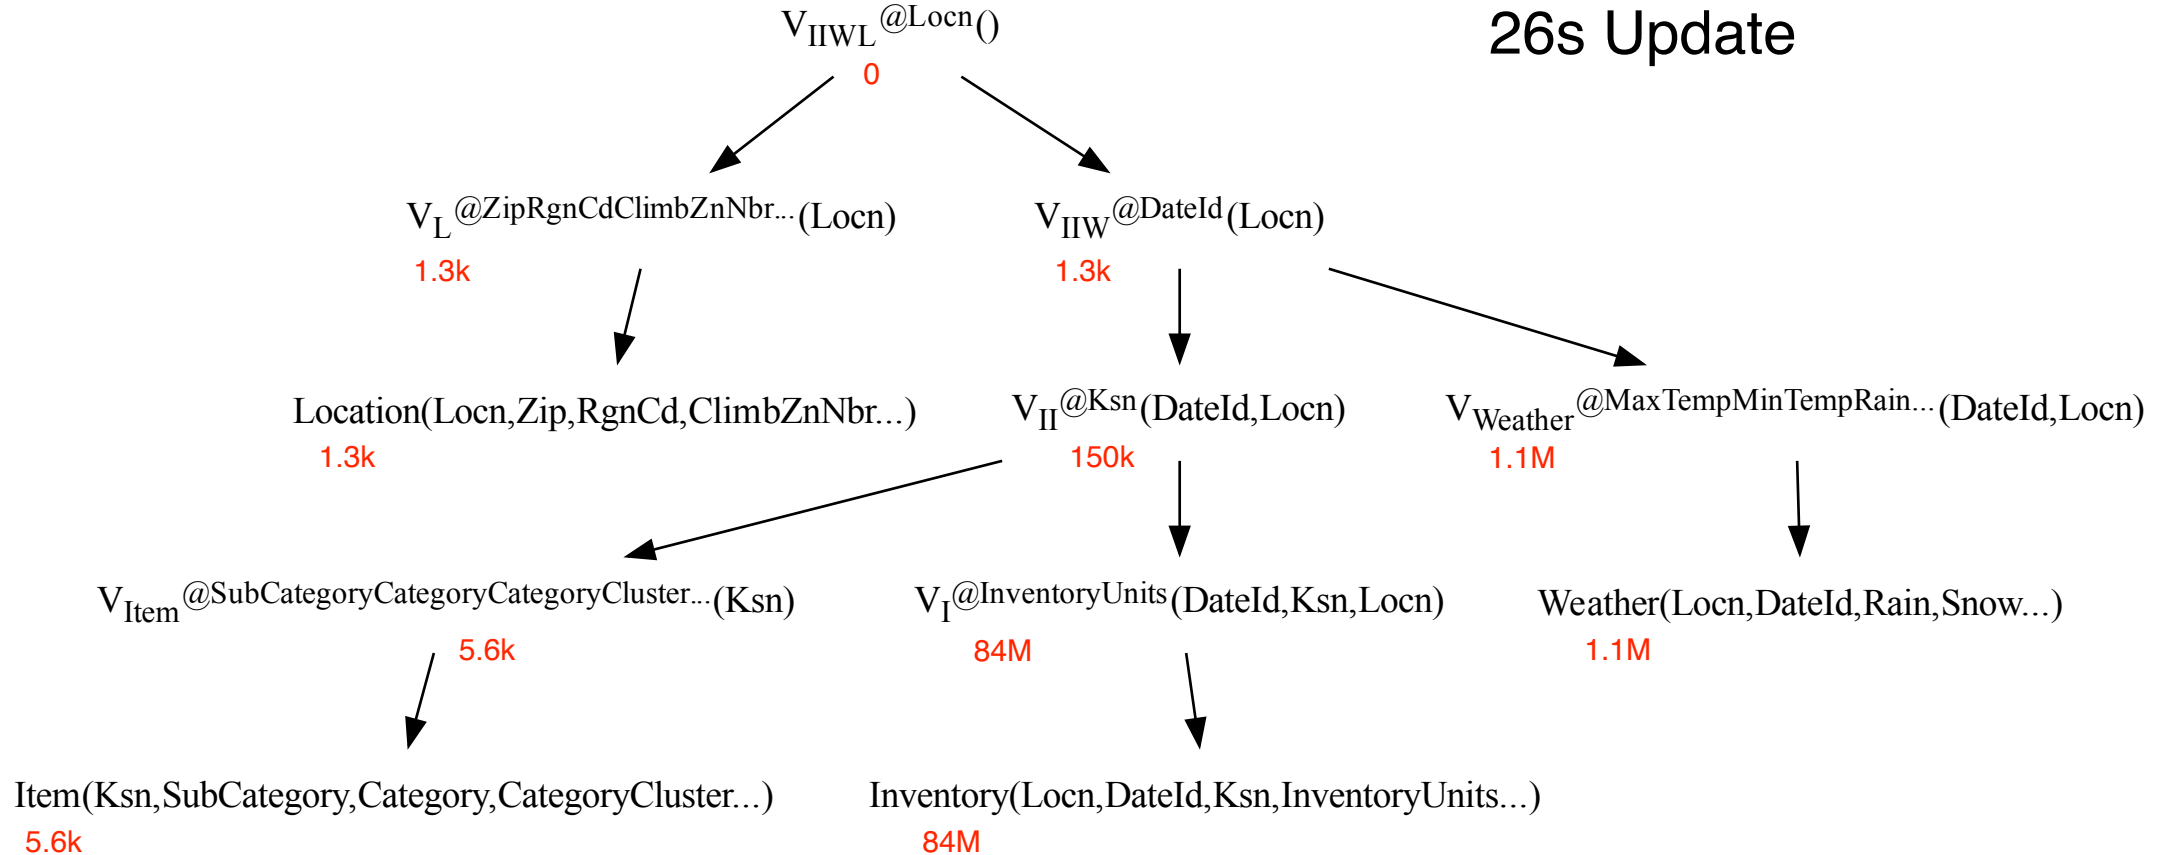 26s Update
V_IIWL^@Locn()
0
V_L^@ZipRgnCdClimbZnNbr...(Locn)
V_IIW^@DateId(Locn)
1.3k
1.3k
Location(Locn,Zip,RgnCd,ClimbZnNbr...)
V_II^@Ksn(DateId,Locn)
V_Weather^@MaxTempMinTempRain...(DateId,Locn)
1.3k
150k
1.1M
V_Item^@SubCategoryCategoryCategoryCluster...(Ksn)
V_I^@InventoryUnits(DateId,Ksn,Locn)
Weather(Locn,DateId,Rain,Snow...)
5.6k
84M
1.1M
Item(Ksn,SubCategory,Category,CategoryCluster...)
Inventory(Locn,DateId,Ksn,InventoryUnits...)
5.6k
84M